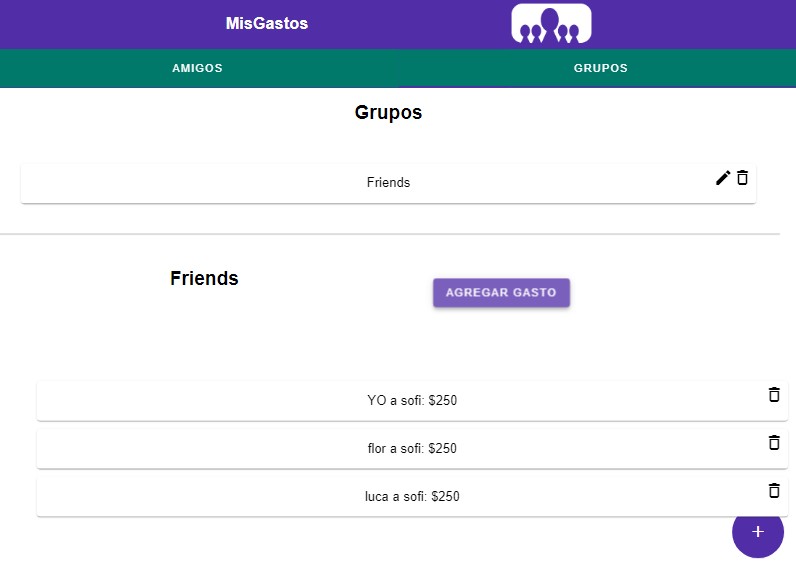 MisGastos
AMIGOS
GRUPOS
Grupos
Friends
Friends
AGREGAR GASTO
YO a sofi: $250
flor a sofi: $250
luca a sofi: $250
+